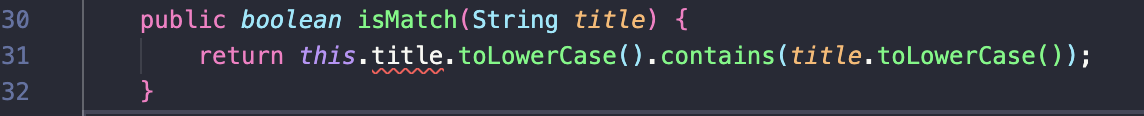 30 public boolean isMatch(String title) {
31 return this.title.toLowerCase().contains(title.toLowerCase());
32 }